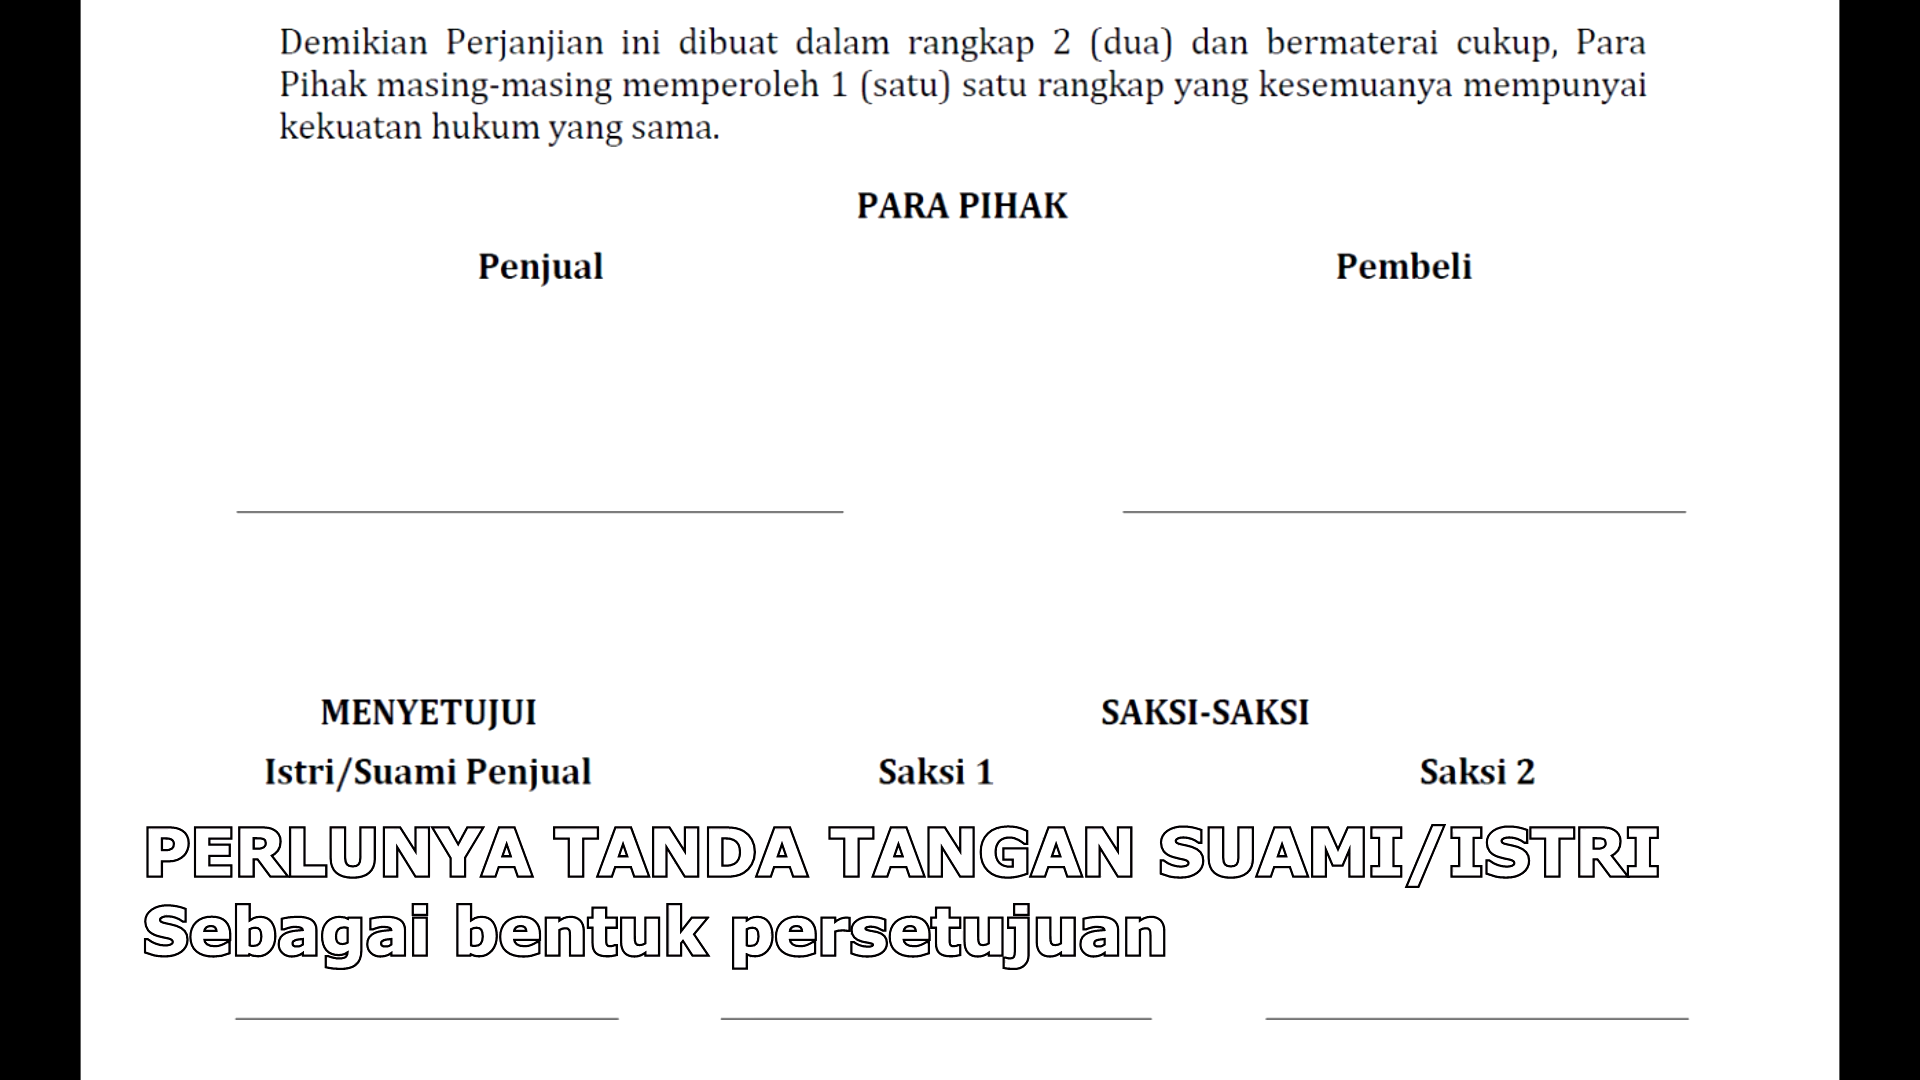 Demikian Perjanjian ini dibuat dalam rangkap 2 (dua) dan bermaterai cukup, Para
Pihak masing-masing memperoleh 1 (satu) satu rangkap yang kesemuanya mempunyai
kekuatan hukum yang sama.
PARA PIHAK
Penjual Pembeli
MENYETUJUI SAKSI-SAKSI
Istri/Suami Penjual Saksi 1 Saksi 2
PERLUNYA TANDA TANGAN SUAMI/ISTRI
Sebagai bentuk persetujuan